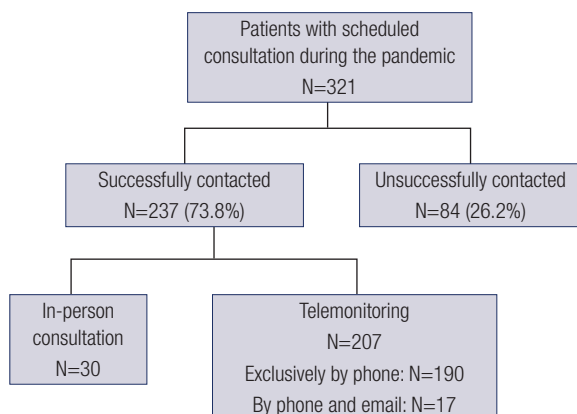 Patients with scheduled
consultation during the pandemic
N=321
Successfully contacted
N=237 (73.8%)
Unsuccessfully contacted
N=84 (26.2%)
In-person
consultation
N=30
Telemonitoring
N=207
Exclusively by phone: N=190
By phone and email: N=17